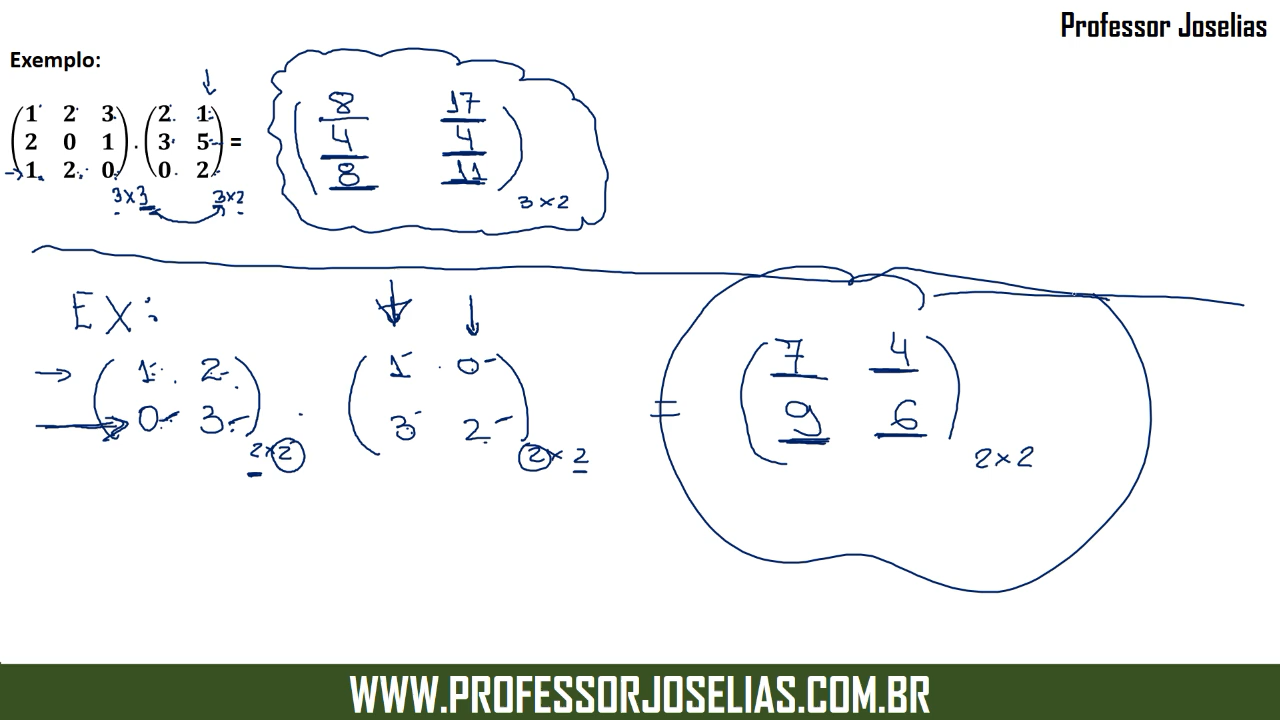 Professor Joselias
Exemplo:
(1 2 3) . (2 1) = (8 17)
(2 0 1) (3 5) (4 4)
(1 2 0) (0 2) (8 11)
3x3 3x2 3x2
EX:
(1 2) . (1 0) = (7 4)
(0 3) (3 2) (9 6)
2x2 2x2 2x2
WWW.PROFESSORJOSELIAS.COM.BR